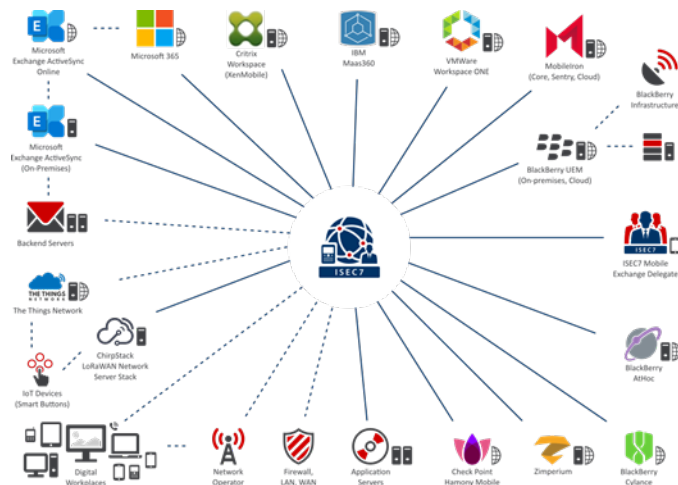 Microsoft
Exchange ActiveSync
Online
Microsoft 365
Critrix
Workspace
(XenMobile)
IBM
Maas360
VMWare
Workspace ONE
MobileIron
(Core, Sentry, Cloud)
BlackBerry
Infrastructure
Microsoft
Exchange ActiveSync
(On-Premises)
BlackBerry UEM
(On-premises, Cloud)
Backend Servers
ISEC7
ISEC7 Mobile
Exchange Delegate
THE THINGS
NETWORK
The Things Network
ChirpStack
LoRaWAN Network
Server Stack
BlackBerry
AtHoc
IoT Devices
(Smart Buttons)
Digital
Workplaces
Network
Operator
Firewall,
LAN, WAN
Application
Servers
Check Point
Hamony Mobile
Zimperium
BlackBerry
Cylance